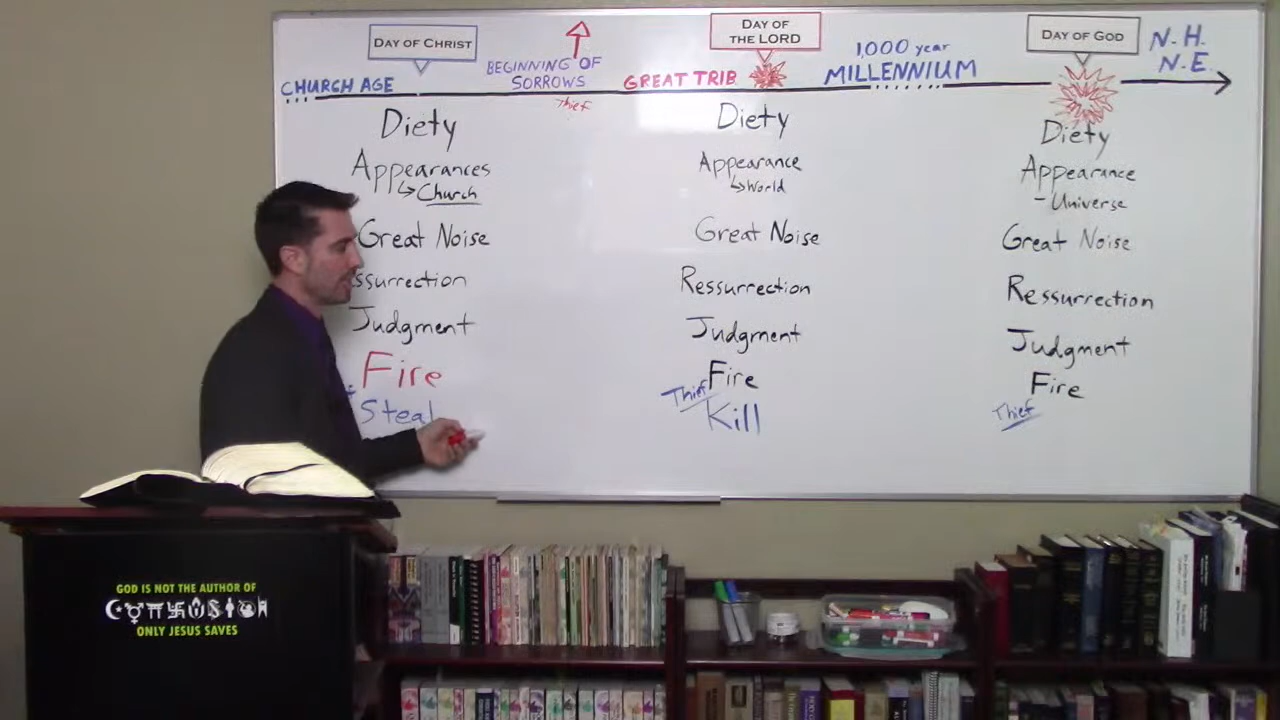 DAY OF CHRIST
DAY OF
THE LORD
DAY OF GOD
N.H.
N.E.
CHURCH AGE
BEGINNING OF
SORROWS
Thief
GREAT TRIB
1,000 year
MILLENNIUM
Diety
Appearances
Church
Great Noise
ssurrection
Judgment
Fire
Steal
Diety
Appearance
World
Great Noise
Ressurrection
Judgment
Fire
Thief
Kill
Diety
Appearance
- Universe
Great Noise
Ressurrection
Judgment
Fire
Thief
GOD IS NOT THE AUTHOR OF
ONLY JESUS SAVES